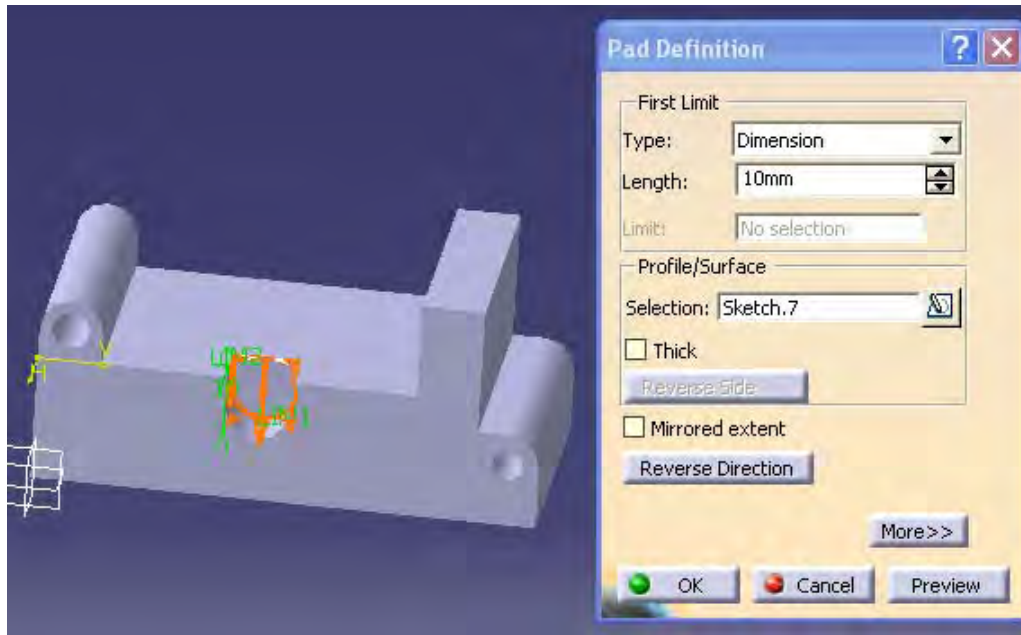 Pad Definition
First Limit
Type: Dimension
Length: 10mm
Limit: No selection
Profile/Surface
Selection: Sketch.7
Thick
Reverse Side
Mirrored extent
Reverse Direction
More>>
OK Cancel Preview
H V